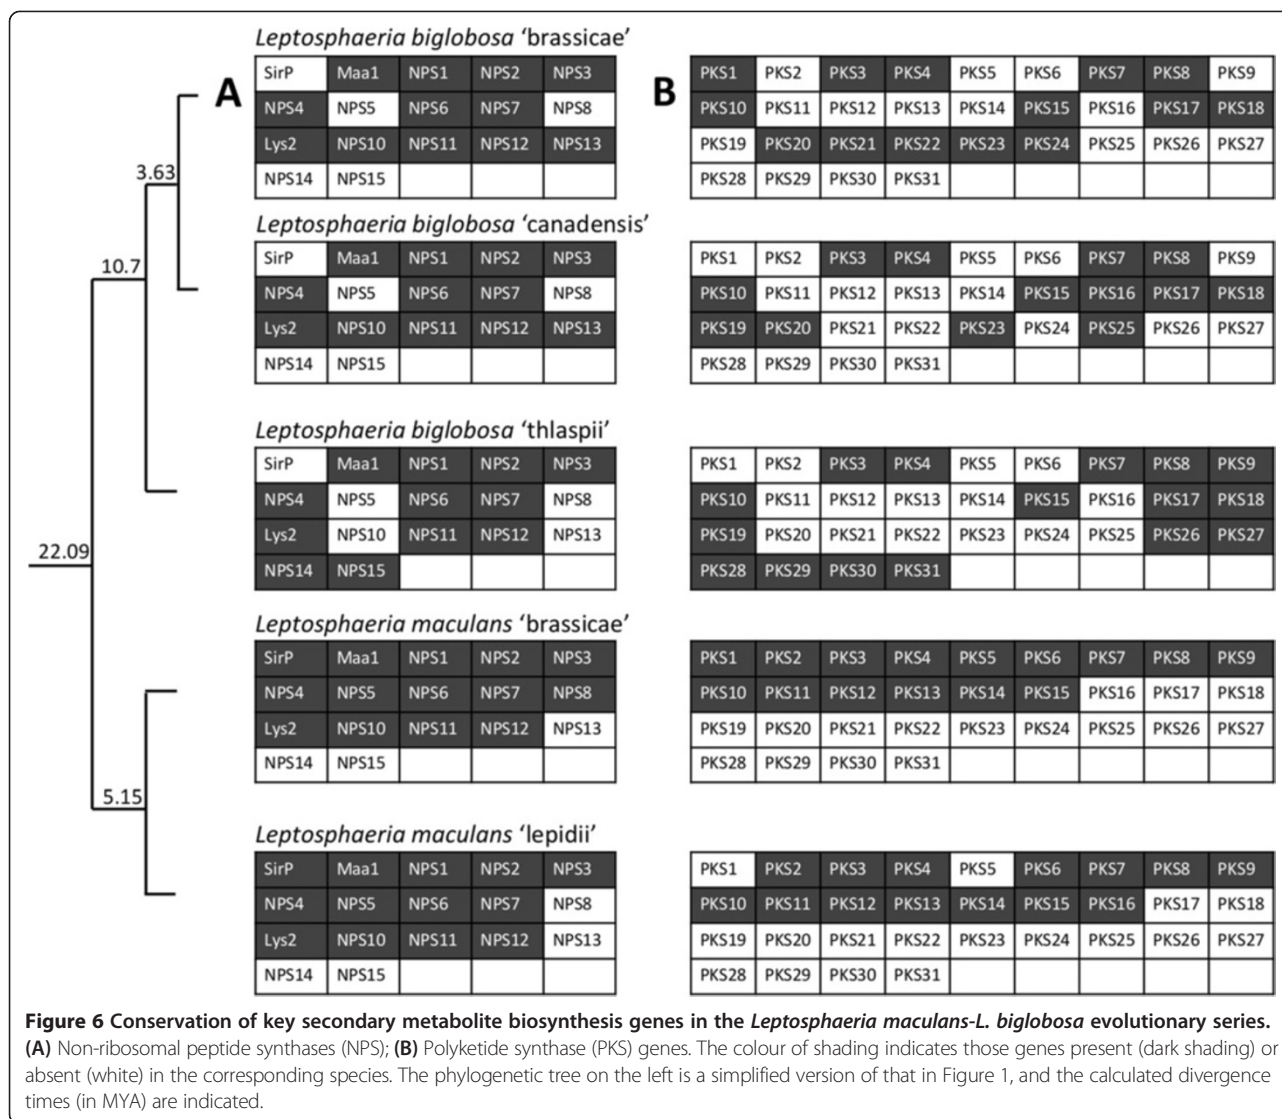 Leptosphaeria biglobosa ‘brassicae’
A
SirP Maa1 NPS1 NPS2 NPS3
NPS4 NPS5 NPS6 NPS7 NPS8
Lys2 NPS10 NPS11 NPS12 NPS13
NPS14 NPS15
B
PKS1 PKS2 PKS3 PKS4 PKS5 PKS6 PKS7 PKS8 PKS9
PKS10 PKS11 PKS12 PKS13 PKS14 PKS15 PKS16 PKS17 PKS18
PKS19 PKS20 PKS21 PKS22 PKS23 PKS24 PKS25 PKS26 PKS27
PKS28 PKS29 PKS30 PKS31
3.63
Leptosphaeria biglobosa ‘canadensis’
SirP Maa1 NPS1 NPS2 NPS3
NPS4 NPS5 NPS6 NPS7 NPS8
Lys2 NPS10 NPS11 NPS12 NPS13
NPS14 NPS15
PKS1 PKS2 PKS3 PKS4 PKS5 PKS6 PKS7 PKS8 PKS9
PKS10 PKS11 PKS12 PKS13 PKS14 PKS15 PKS16 PKS17 PKS18
PKS19 PKS20 PKS21 PKS22 PKS23 PKS24 PKS25 PKS26 PKS27
PKS28 PKS29 PKS30 PKS31
10.7
Leptosphaeria biglobosa ‘thlaspii’
SirP Maa1 NPS1 NPS2 NPS3
NPS4 NPS5 NPS6 NPS7 NPS8
Lys2 NPS10 NPS11 NPS12 NPS13
NPS14 NPS15
PKS1 PKS2 PKS3 PKS4 PKS5 PKS6 PKS7 PKS8 PKS9
PKS10 PKS11 PKS12 PKS13 PKS14 PKS15 PKS16 PKS17 PKS18
PKS19 PKS20 PKS21 PKS22 PKS23 PKS24 PKS25 PKS26 PKS27
PKS28 PKS29 PKS30 PKS31
22.09
Leptosphaeria maculans ‘brassicae’
SirP Maa1 NPS1 NPS2 NPS3
NPS4 NPS5 NPS6 NPS7 NPS8
Lys2 NPS10 NPS11 NPS12 NPS13
NPS14 NPS15
PKS1 PKS2 PKS3 PKS4 PKS5 PKS6 PKS7 PKS8 PKS9
PKS10 PKS11 PKS12 PKS13 PKS14 PKS15 PKS16 PKS17 PKS18
PKS19 PKS20 PKS21 PKS22 PKS23 PKS24 PKS25 PKS26 PKS27
PKS28 PKS29 PKS30 PKS31
5.15
Leptosphaeria maculans ‘lepidii’
SirP Maa1 NPS1 NPS2 NPS3
NPS4 NPS5 NPS6 NPS7 NPS8
Lys2 NPS10 NPS11 NPS12 NPS13
NPS14 NPS15
PKS1 PKS2 PKS3 PKS4 PKS5 PKS6 PKS7 PKS8 PKS9
PKS10 PKS11 PKS12 PKS13 PKS14 PKS15 PKS16 PKS17 PKS18
PKS19 PKS20 PKS21 PKS22 PKS23 PKS24 PKS25 PKS26 PKS27
PKS28 PKS29 PKS30 PKS31
Figure 6 Conservation of key secondary metabolite biosynthesis genes in the Leptosphaeria maculans-L. biglobosa evolutionary series.
(A) Non-ribosomal peptide synthases (NPS); (B) Polyketide synthase (PKS) genes. The colour of shading indicates those genes present (dark shading) or
absent (white) in the corresponding species. The phylogenetic tree on the left is a simplified version of that in Figure 1, and the calculated divergence
times (in MYA) are indicated.